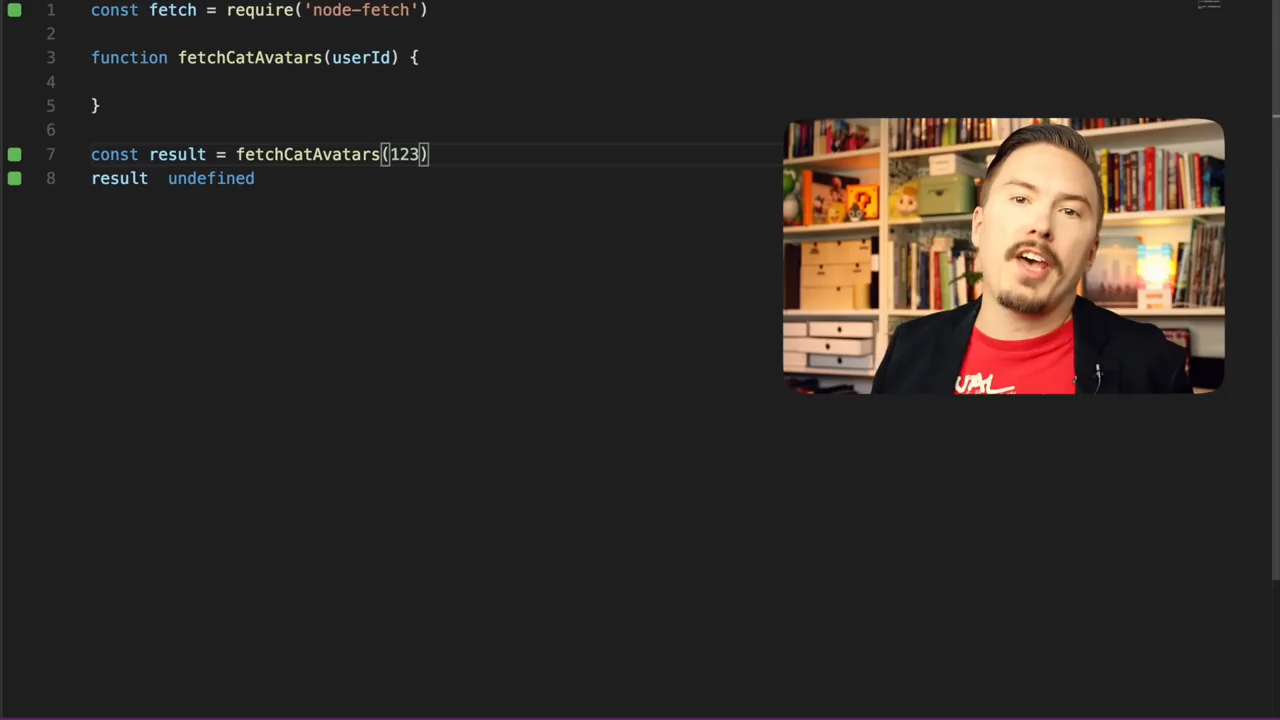 1 const fetch = require('node-fetch')
2
3 function fetchCatAvatars(userId) {
4
5 }
6
7 const result = fetchCatAvatars(123)
8 result undefined
UAL